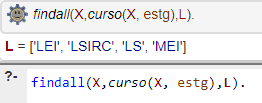 findall(X,curso(X, estg),L).
L = ['LEI', 'LSIRC', 'LS', 'MEI']
?- findall(X,curso(X, estg),L).